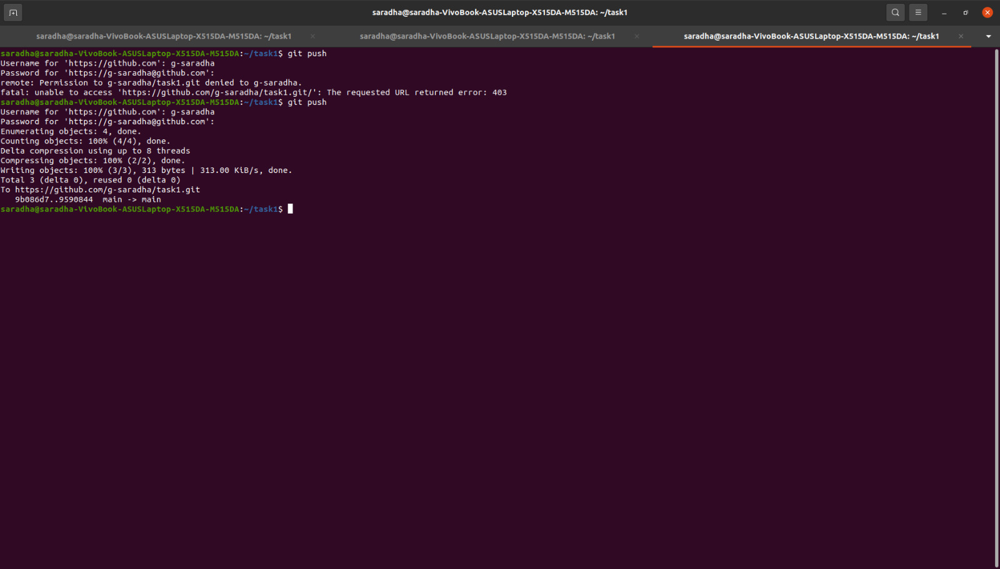 saradha@saradha-VivoBook-ASUSLaptop-X515DA-M515DA: ~/task1
saradha@saradha-VivoBook-ASUSLaptop-X515DA-M515DA: ~/task1
saradha@saradha-VivoBook-ASUSLaptop-X515DA-M515DA: ~/task1
saradha@saradha-VivoBook-ASUSLaptop-X515DA-M515DA: ~/task1
saradha@saradha-VivoBook-ASUSLaptop-X515DA-M515DA:~/task1$ git push
Username for 'https://github.com': g-saradha
Password for 'https://g-saradha@github.com':
remote: Permission to g-saradha/task1.git denied to g-saradha.
fatal: unable to access 'https://github.com/g-saradha/task1.git/': The requested URL returned error: 403
saradha@saradha-VivoBook-ASUSLaptop-X515DA-M515DA:~/task1$ git push
Username for 'https://github.com': g-saradha
Password for 'https://g-saradha@github.com':
Enumerating objects: 4, done.
Counting objects: 100% (4/4), done.
Delta compression using up to 8 threads
Compressing objects: 100% (2/2), done.
Writing objects: 100% (3/3), 313 bytes | 313.00 KiB/s, done.
Total 3 (delta 0), reused 0 (delta 0)
To https://github.com/g-saradha/task1.git
   9b086d7..9590844  main -> main
saradha@saradha-VivoBook-ASUSLaptop-X515DA-M515DA:~/task1$